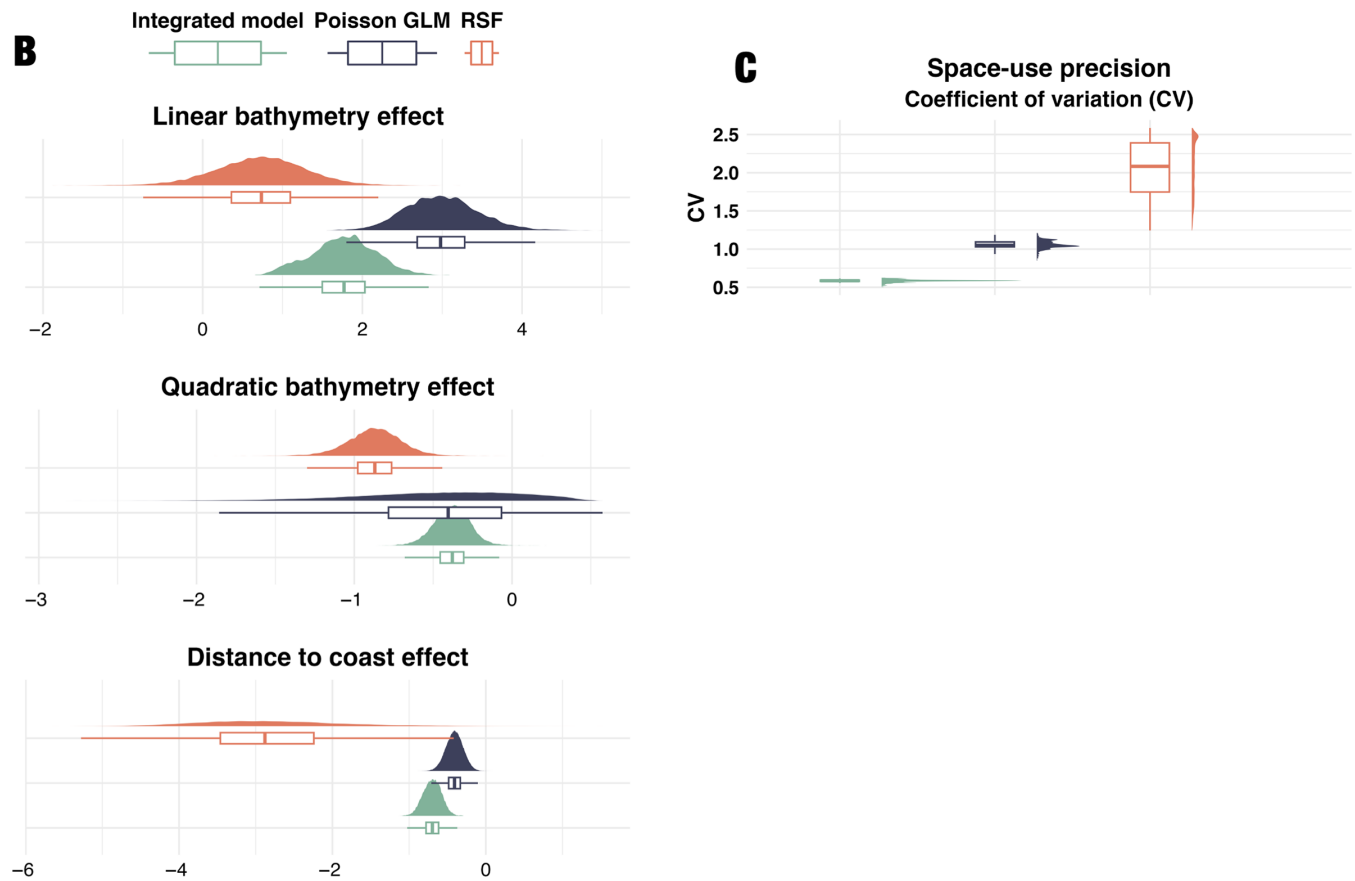 B
Integrated model Poisson GLM RSF
Linear bathymetry effect
−2 0 2 4
Quadratic bathymetry effect
−3 −2 −1 0
Distance to coast effect
−6 −4 −2 0
C
Space-use precision
Coefficient of variation (CV)
CV
2.5
2.0
1.5
1.0
0.5